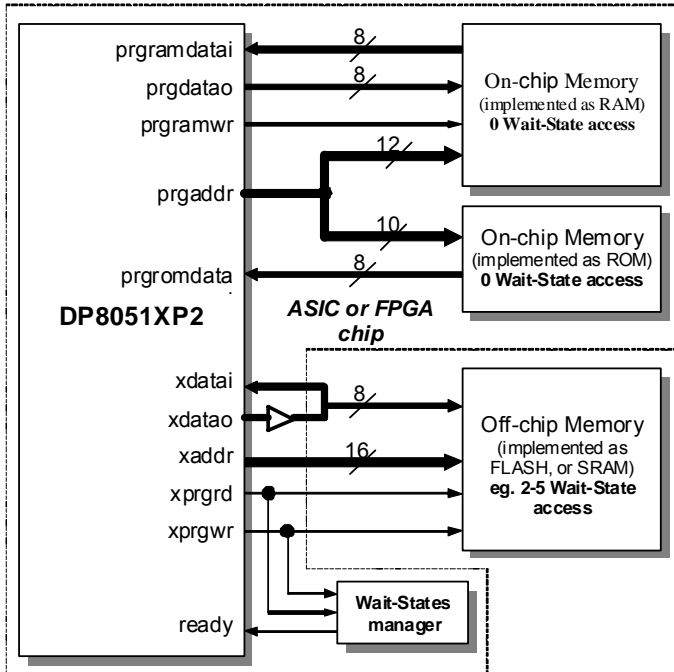 prgramdatai
8
prgdatao
8
prgramwr
12
prgaddr
10
prgromdata
8
On-chip Memory
(implemented as RAM)
0 Wait-State access
On-chip Memory
(implemented as ROM)
0 Wait-State access
DP8051XP2
ASIC or FPGA
chip
xdatai
8
xdatao
xaddr
16
xprgrd
xprgwr
ready
Off-chip Memory
(implemented as
FLASH, or SRAM)
eg. 2-5 Wait-State
access
Wait-States
manager